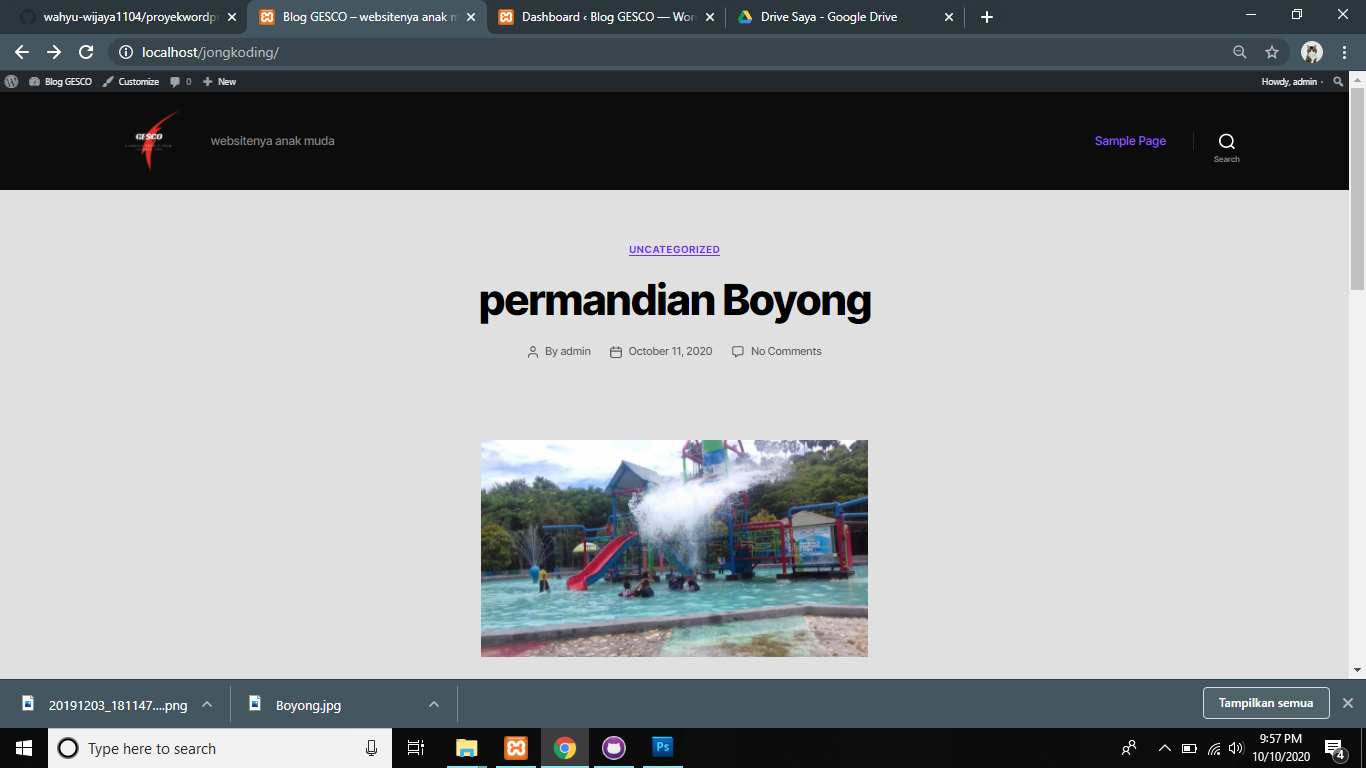 wahyu-wijaya1104/proyekwordpr
Blog GESCO – websitenya anak m
Dashboard ‹ Blog GESCO — Wor
Drive Saya - Google Drive
localhost/jongkoding/
Blog GESCO
Customize
0
New
Howdy, admin
GESCO
websitenya anak muda
Sample Page
Search
UNCATEGORIZED
permandian Boyong
By admin
October 11, 2020
No Comments
20191203_181147....png
Boyong.jpg
Tampilkan semua
Type here to search
Ps
9:57 PM
10/10/2020
4